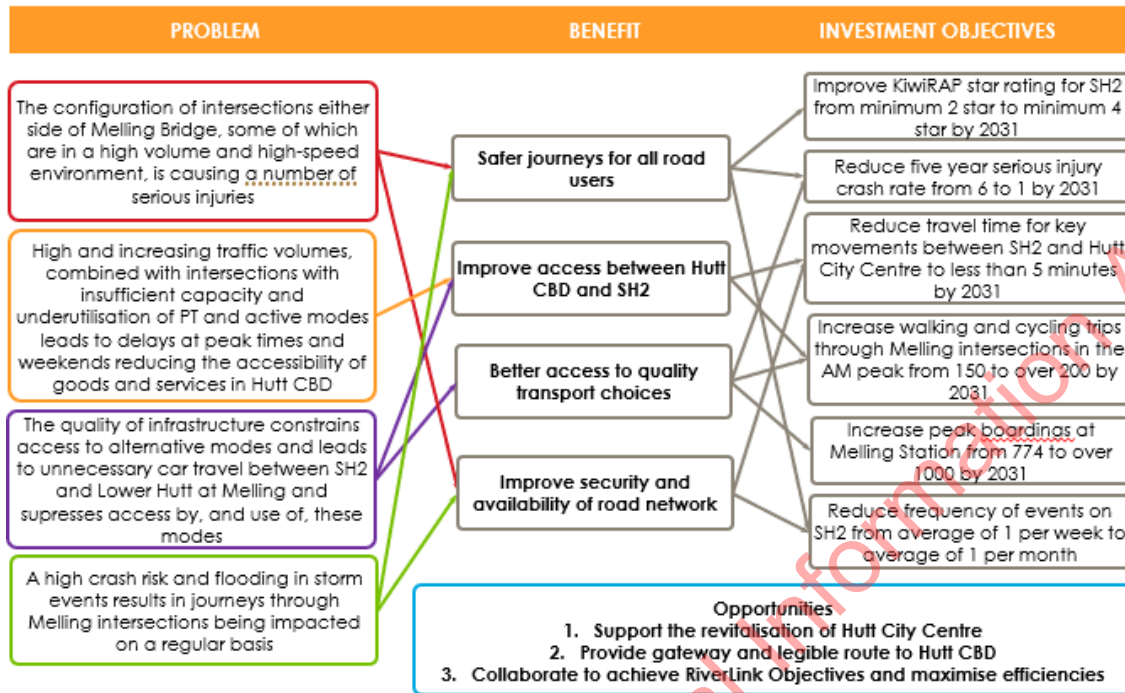 PROBLEM
BENEFIT
INVESTMENT OBJECTIVES
The configuration of intersections either
side of Melling Bridge, some of which
are in a high volume and high-speed
environment, is causing a number of
serious injuries
High and increasing traffic volumes,
combined with intersections with
insufficient capacity and
underutilisation of PT and active modes
leads to delays at peak times and
weekends reducing the accessibility of
goods and services in Hutt CBD
The quality of infrastructure constrains
access to alternative modes and leads
to unnecessary car travel between SH2
and Lower Hutt at Melling and
supresses access by, and use of, these
modes
A high crash risk and flooding in storm
events results in journeys through
Melling intersections being impacted
on a regular basis
Safer journeys for all road
users
Improve access between Hutt
CBD and SH2
Better access to quality
transport choices
Improve security and
availability of road network
Improve KiwiRAP star rating for SH2
from minimum 2 star to minimum 4
star by 2031
Reduce five year serious injury
crash rate from 6 to 1 by 2031
Reduce travel time for key
movements between SH2 and Hutt
City Centre to less than 5 minutes
by 2031
Increase walking and cycling trips
through Melling intersections in the
AM peak from 150 to over 200 by
2031
Increase peak boardings at
Melling Station from 774 to over
1000 by 2031
Reduce frequency of events on
SH2 from average of 1 per week to
average of 1 per month
Opportunities
1. Support the revitalisation of Hutt City Centre
2. Provide gateway and legible route to Hutt CBD
3. Collaborate to achieve RiverLink Objectives and maximise efficiencies
Information